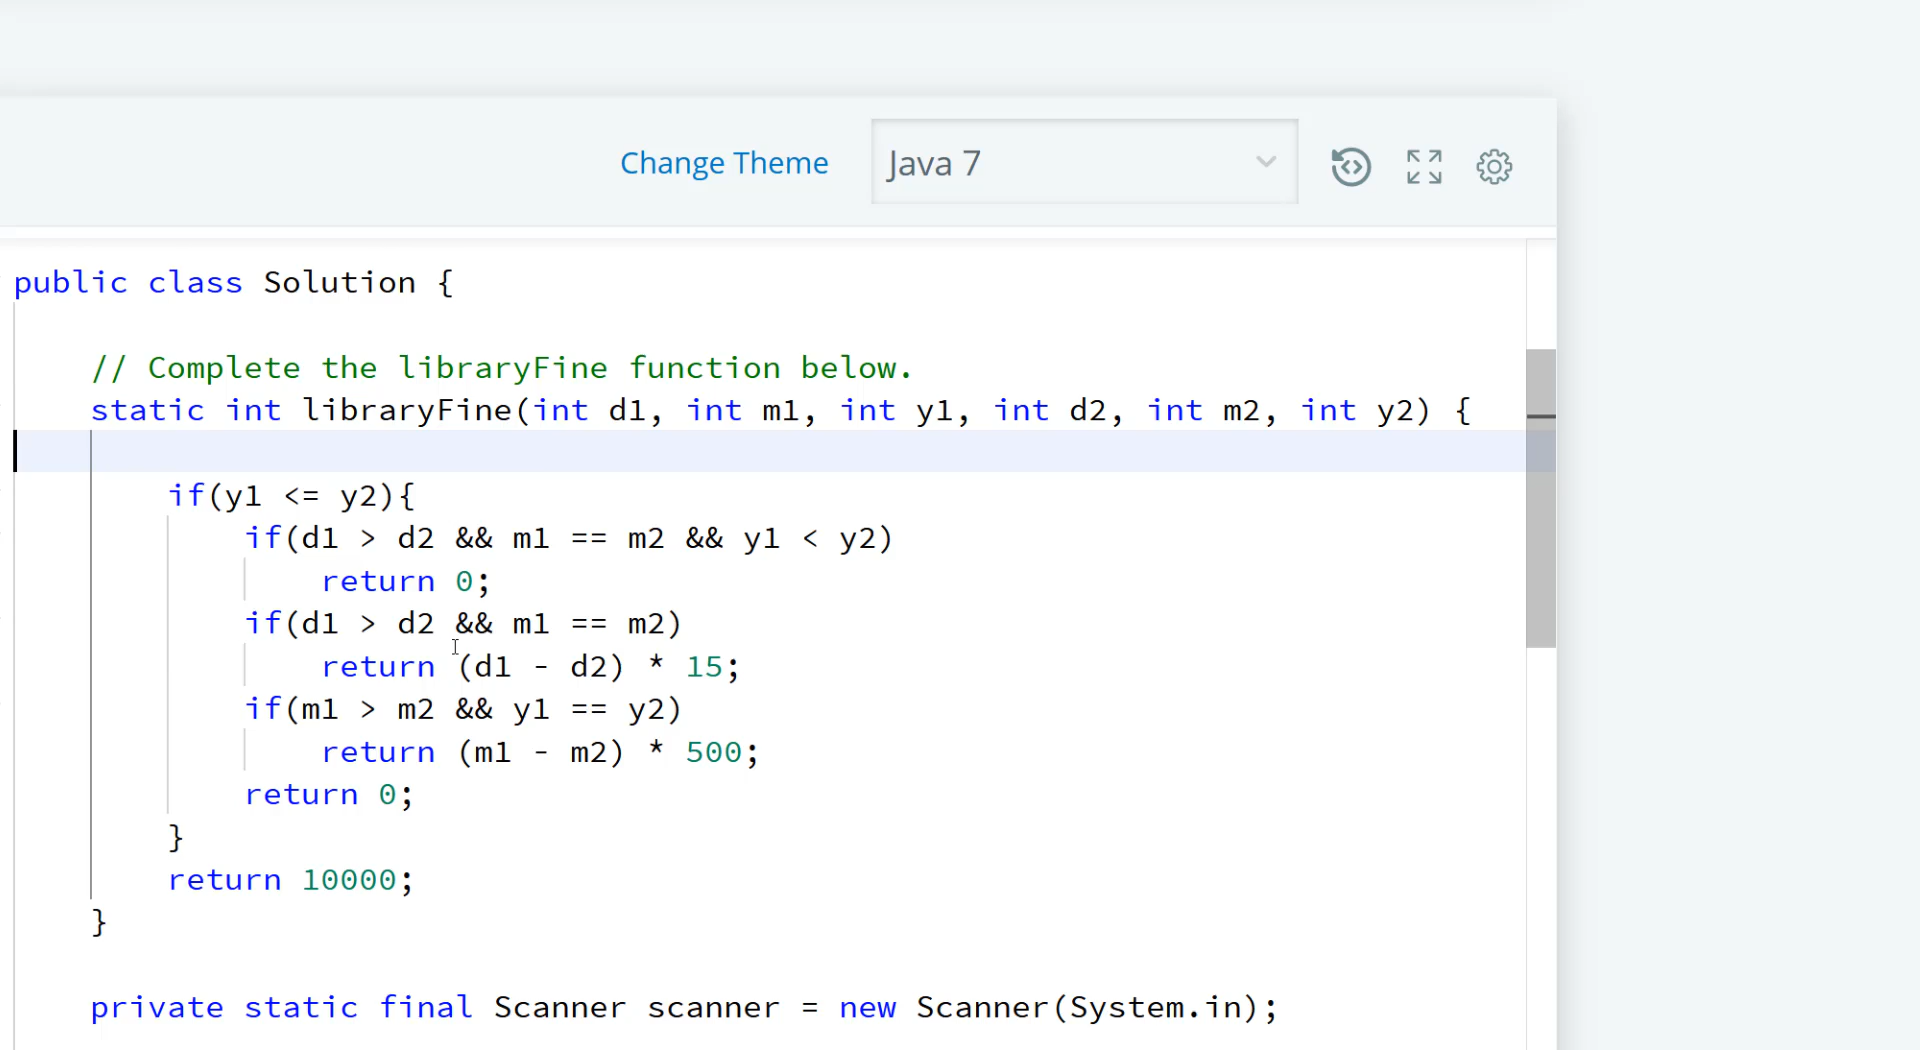 Change Theme
Java 7
public class Solution {
// Complete the libraryFine function below.
static int libraryFine(int d1, int m1, int y1, int d2, int m2, int y2) {
if(y1 <= y2){
if(d1 > d2 && m1 == m2 && y1 < y2)
return 0;
if(d1 > d2 && m1 == m2)
return (d1 - d2) * 15;
if(m1 > m2 && y1 == y2)
return (m1 - m2) * 500;
return 0;
}
return 10000;
}
private static final Scanner scanner = new Scanner(System.in);